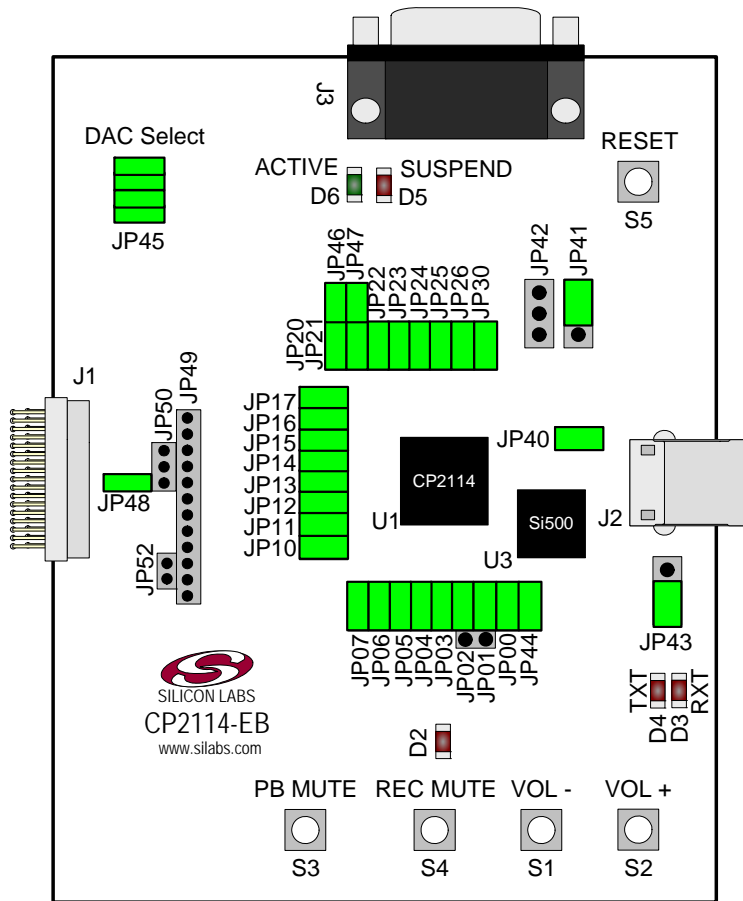 J3
DAC Select
JP45
ACTIVE
D6
SUSPEND
D5
RESET
S5
JP46
JP47
JP20
JP21
JP22
JP23
JP24
JP25
JP26
JP30
JP42
JP41
J1
JP50
JP49
JP48
JP52
JP17
JP16
JP15
JP14
JP13
JP12
JP11
JP10
CP2114
U1
JP40
Si500
U3
J2
JP43
JP07
JP06
JP05
JP04
JP03
JP02
JP01
JP00
JP44
SILICON LABS
CP2114-EB
www.silabs.com
TXT
D4
D3
RXT
D2
PB MUTE
REC MUTE
VOL -
VOL +
S3
S4
S1
S2